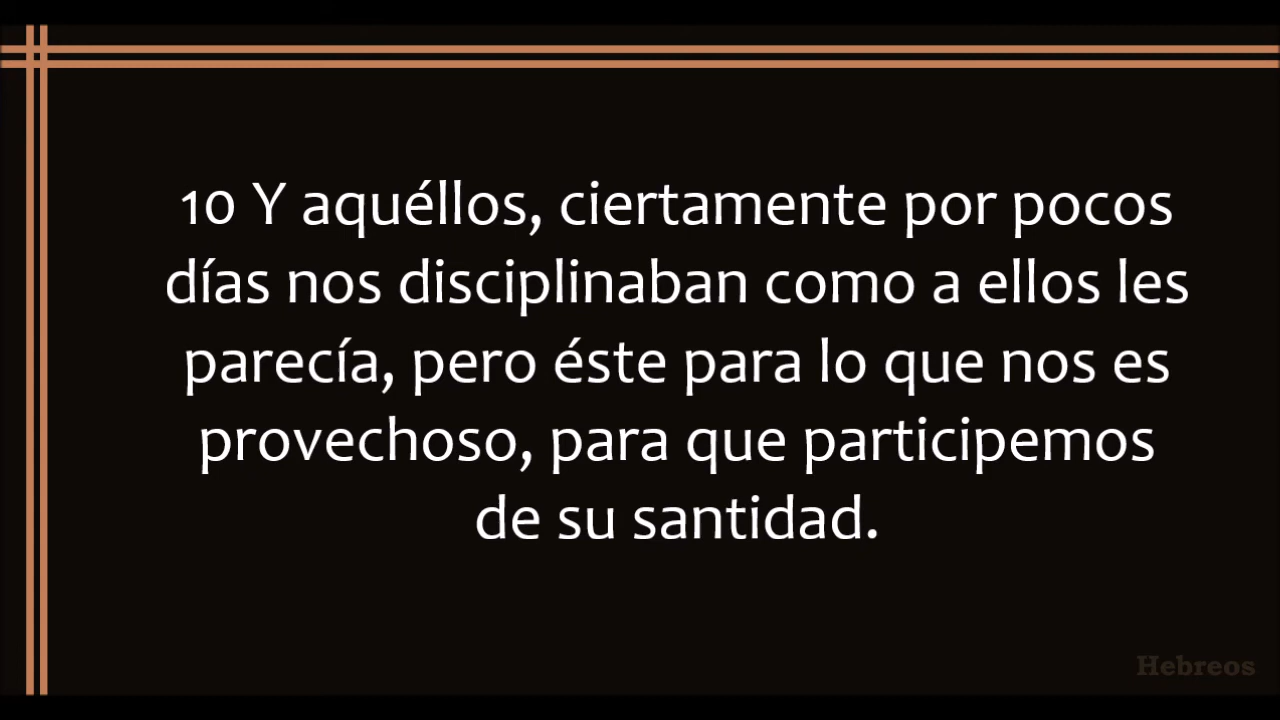 10 Y aquéllos, ciertamente por pocos
días nos disciplinaban como a ellos les
parecía, pero éste para lo que nos es
provechoso, para que participemos
de su santidad.
Hebreos